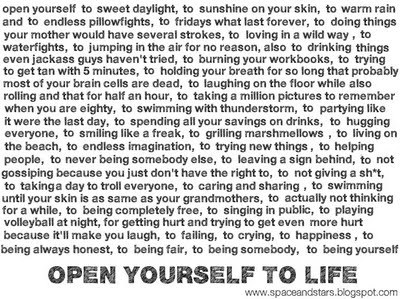 open yourself to sweet daylight, to sunshine on your skin, to warm rain
and to endless pillowfights, to fridays what last forever, to doing things
your mother would have several strokes, to loving in a wild way , to
waterfights, to jumping in the air for no reason, also to drinking things
even jackass guys haven't tried, to burning your workbooks, to trying
to get tan with 5 minutes, to holding your breath for so long that probably
most of your brain cells are dead, to laughing on the floor while also
rolling and that for half an hour, to taking a million pictures to remember
when you are eighty, to swimming with thunderstorm, to partying like
it were the last day, to spending all your savings on drinks, to hugging
everyone, to smiling like a freak, to grilling marshmellows , to living on
the beach, to endless imagination, to trying new things , to helping
people, to never being somebody else, to leaving a sign behind, to not
gossiping because you just don't have the right to, to not giving a sh*t,
to taking a day to troll everyone, to caring and sharing , to swimming
until your skin is as same as your grandmothers, to actually not thinking
for a while, to being completely free, to singing in public, to playing
volleyball at night, for getting hurt and trying to get even more hurt
because it'll make you laugh, to failing, to crying, to happiness , to
being always honest, to being fair, to being somebody, to being yourself
OPEN YOURSELF TO LIFE
www.spaceandstars.blogspot.com